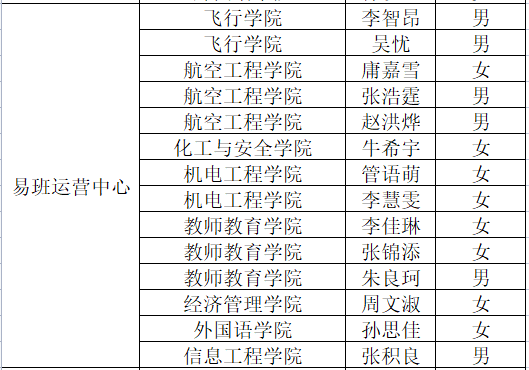 飞行学院 李智昂 男
飞行学院 吴忧 男
航空工程学院 庸嘉雪 女
航空工程学院 张浩霆 男
航空工程学院 赵洪烨 男
化工与安全学院 牛希宇 女
易班运营中心 机电工程学院 管语萌 女
机电工程学院 李慧雯 女
教师教育学院 李佳琳 女
教师教育学院 张锦添 女
教师教育学院 朱良珂 男
经济管理学院 周文淑 女
外国语学院 孙思佳 女
信息工程学院 张积良 男